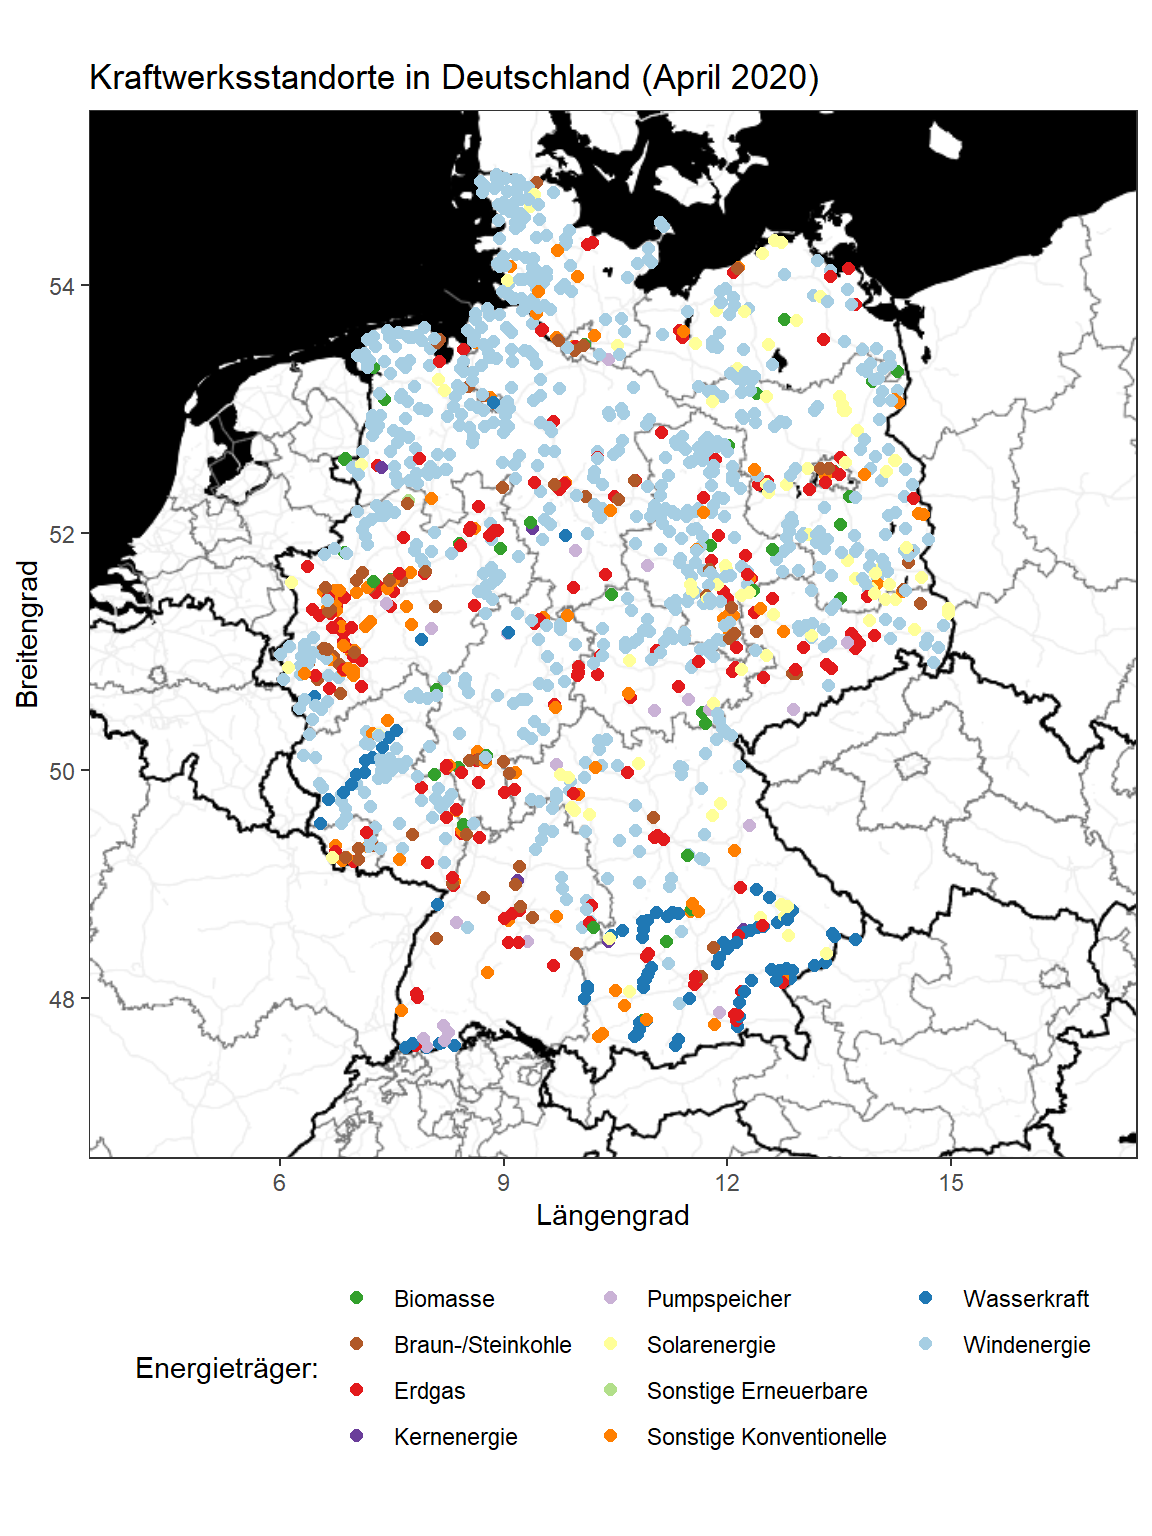 Kraftwerksstandorte in Deutschland (April 2020)
54
52
50
48
Breitengrad
6 9 12 15
Längengrad
Energieträger:
Biomasse
Braun-/Steinkohle
Erdgas
Kernenergie
Pumpspeicher
Solarenergie
Sonstige Erneuerbare
Sonstige Konventionelle
Wasserkraft
Windenergie